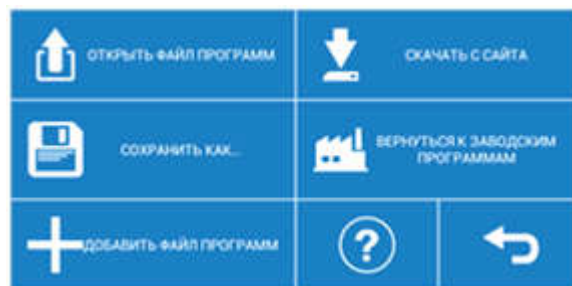 ОТКРЫТЬ ФАЙЛ ПРОГРАММ
СКАЧАТЬ С САЙТА
СОХРАНИТЬ КАК...
ВЕРНУТЬСЯ К ЗАВОДСКИМ
ПРОГРАММАМ
ДОБАВИТЬ ФАЙЛ ПРОГРАММ
?